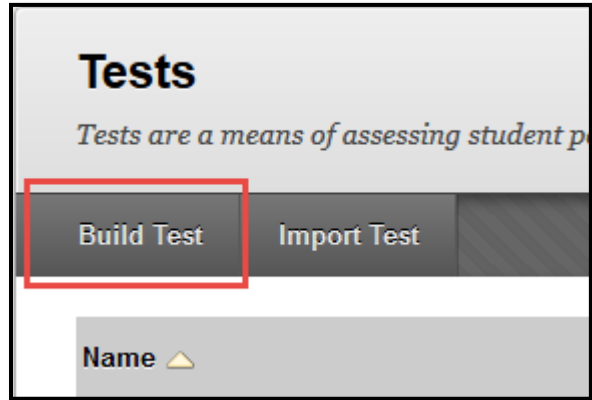 Tests
Tests are a means of assessing student
Build Test Import Test
Name